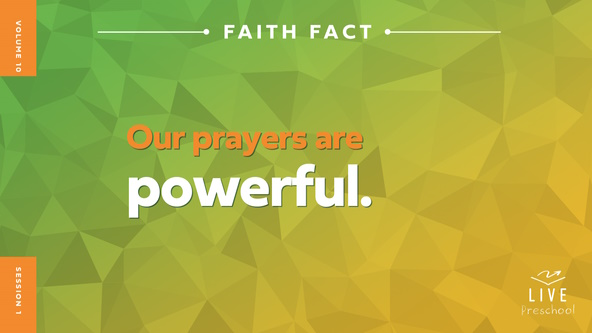 VOLUME 10
FAITH FACT
Our prayers are
powerful.
SESSION 1
LIVE
Preschool